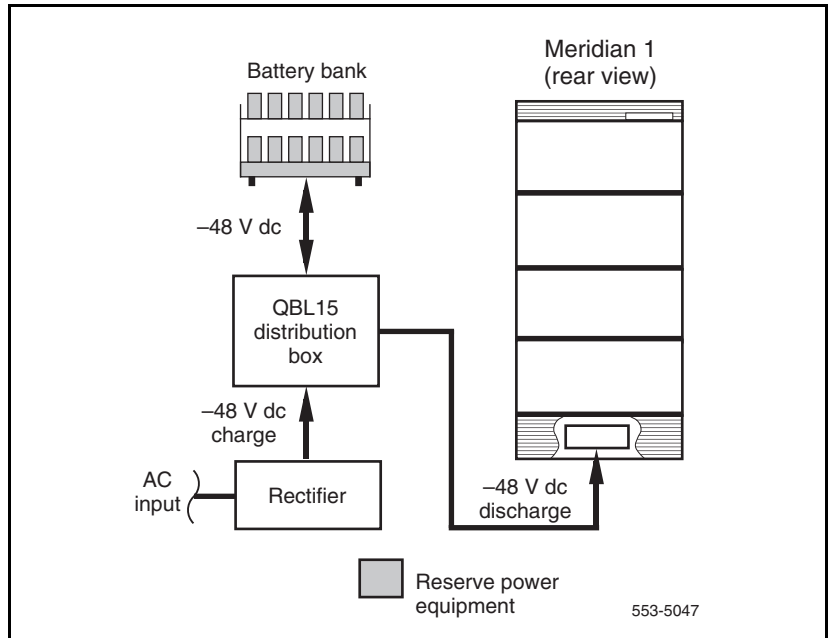 Meridian 1
(rear view)
Battery bank
–48 V dc
QBL15
distribution
box
–48 V dc
charge
AC
input
Rectifier
–48 V dc
discharge
Reserve power
equipment
553-5047